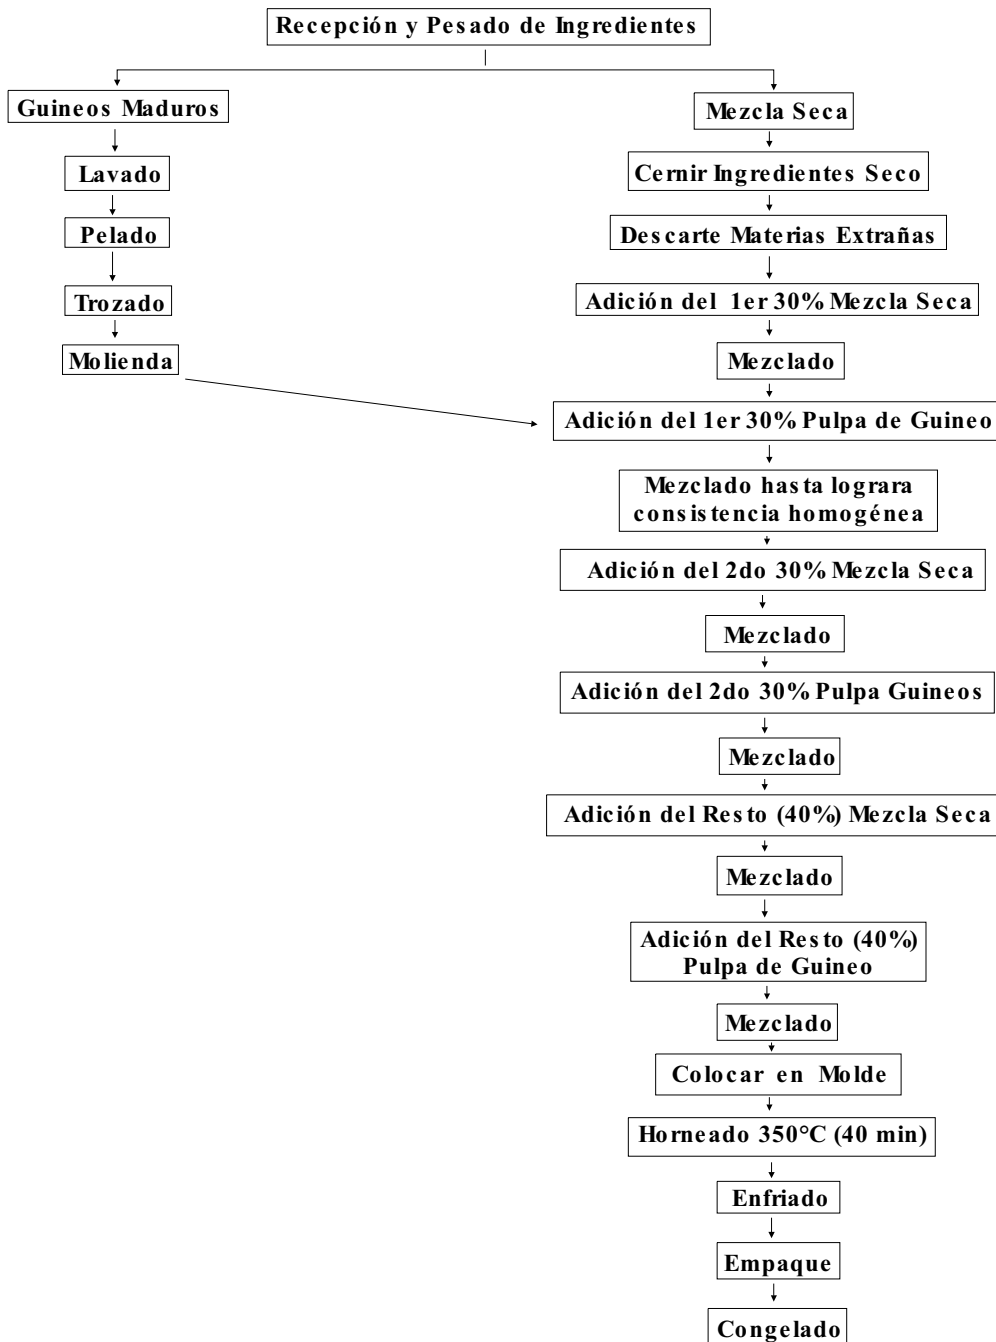 Recepción y Pesado de Ingredientes
Guineos Maduros
Lavado
Pelado
Trozado
Molienda
Mezcla Seca
Cernir Ingredientes Seco
Descarte Materias Extrañas
Adición del 1er 30% Mezcla Seca
Mezclado
Adición del 1er 30% Pulpa de Guineo
Mezclado hasta lograra
consistencia homogénea
Adición del 2do 30% Mezcla Seca
Mezclado
Adición del 2do 30% Pulpa Guineos
Mezclado
Adición del Resto (40%) Mezcla Seca
Mezclado
Adición del Resto (40%)
Pulpa de Guineo
Mezclado
Colocar en Molde
Horneado 350°C (40 min)
Enfriado
Empaque
Congelado